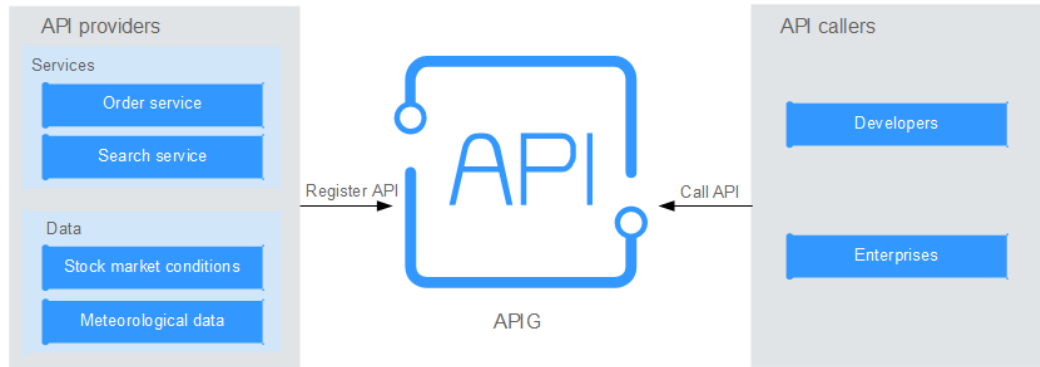 API providers
Services
Order service
Search service
Data
Stock market conditions
Meteorological data
Register API
API
APIG
Call API
API callers
Developers
Enterprises